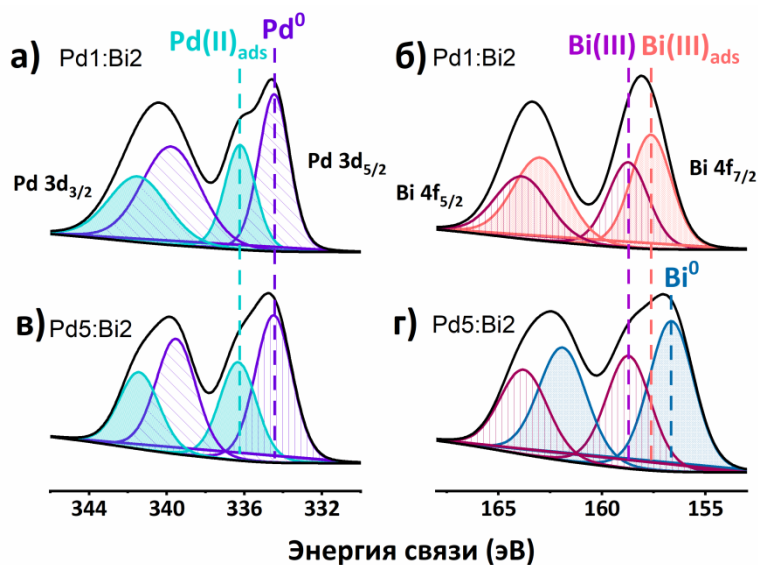 а) Pd1:Bi2
Pd(II)ads
Pd⁰
Pd 3d3/2
Pd 3d5/2
б) Pd1:Bi2
Bi(III)
Bi(III)ads
Bi 4f5/2
Bi 4f7/2
в) Pd5:Bi2
г) Pd5:Bi2
Bi⁰
344 340 336 332
165 160 155
Энергия связи (эВ)